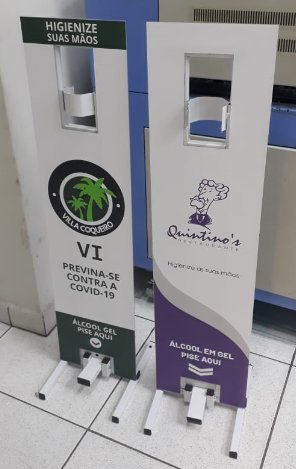 HIGIENIZE
SUAS MÃOS
VILLA COQUEIRO
VI
PREVINA-SE
CONTRA A
COVID-19
ÁLCOOL GEL
PISE AQUI
Quintino's
RESTAURANTE
Higienize as suas mãos
ÁLCOOL EM GEL
PISE AQUI